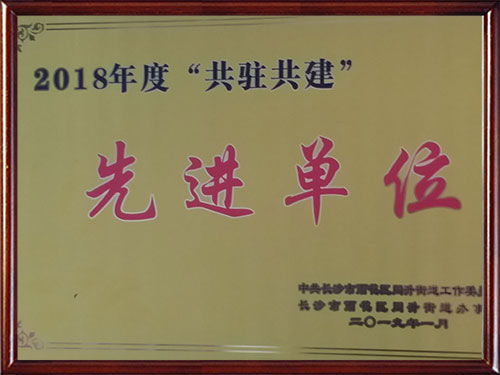 2018年度“共驻共建”
先进单位
中共长沙市雨花区同升街道工作委
长沙市雨花区同升街道办事
二〇一九年一月